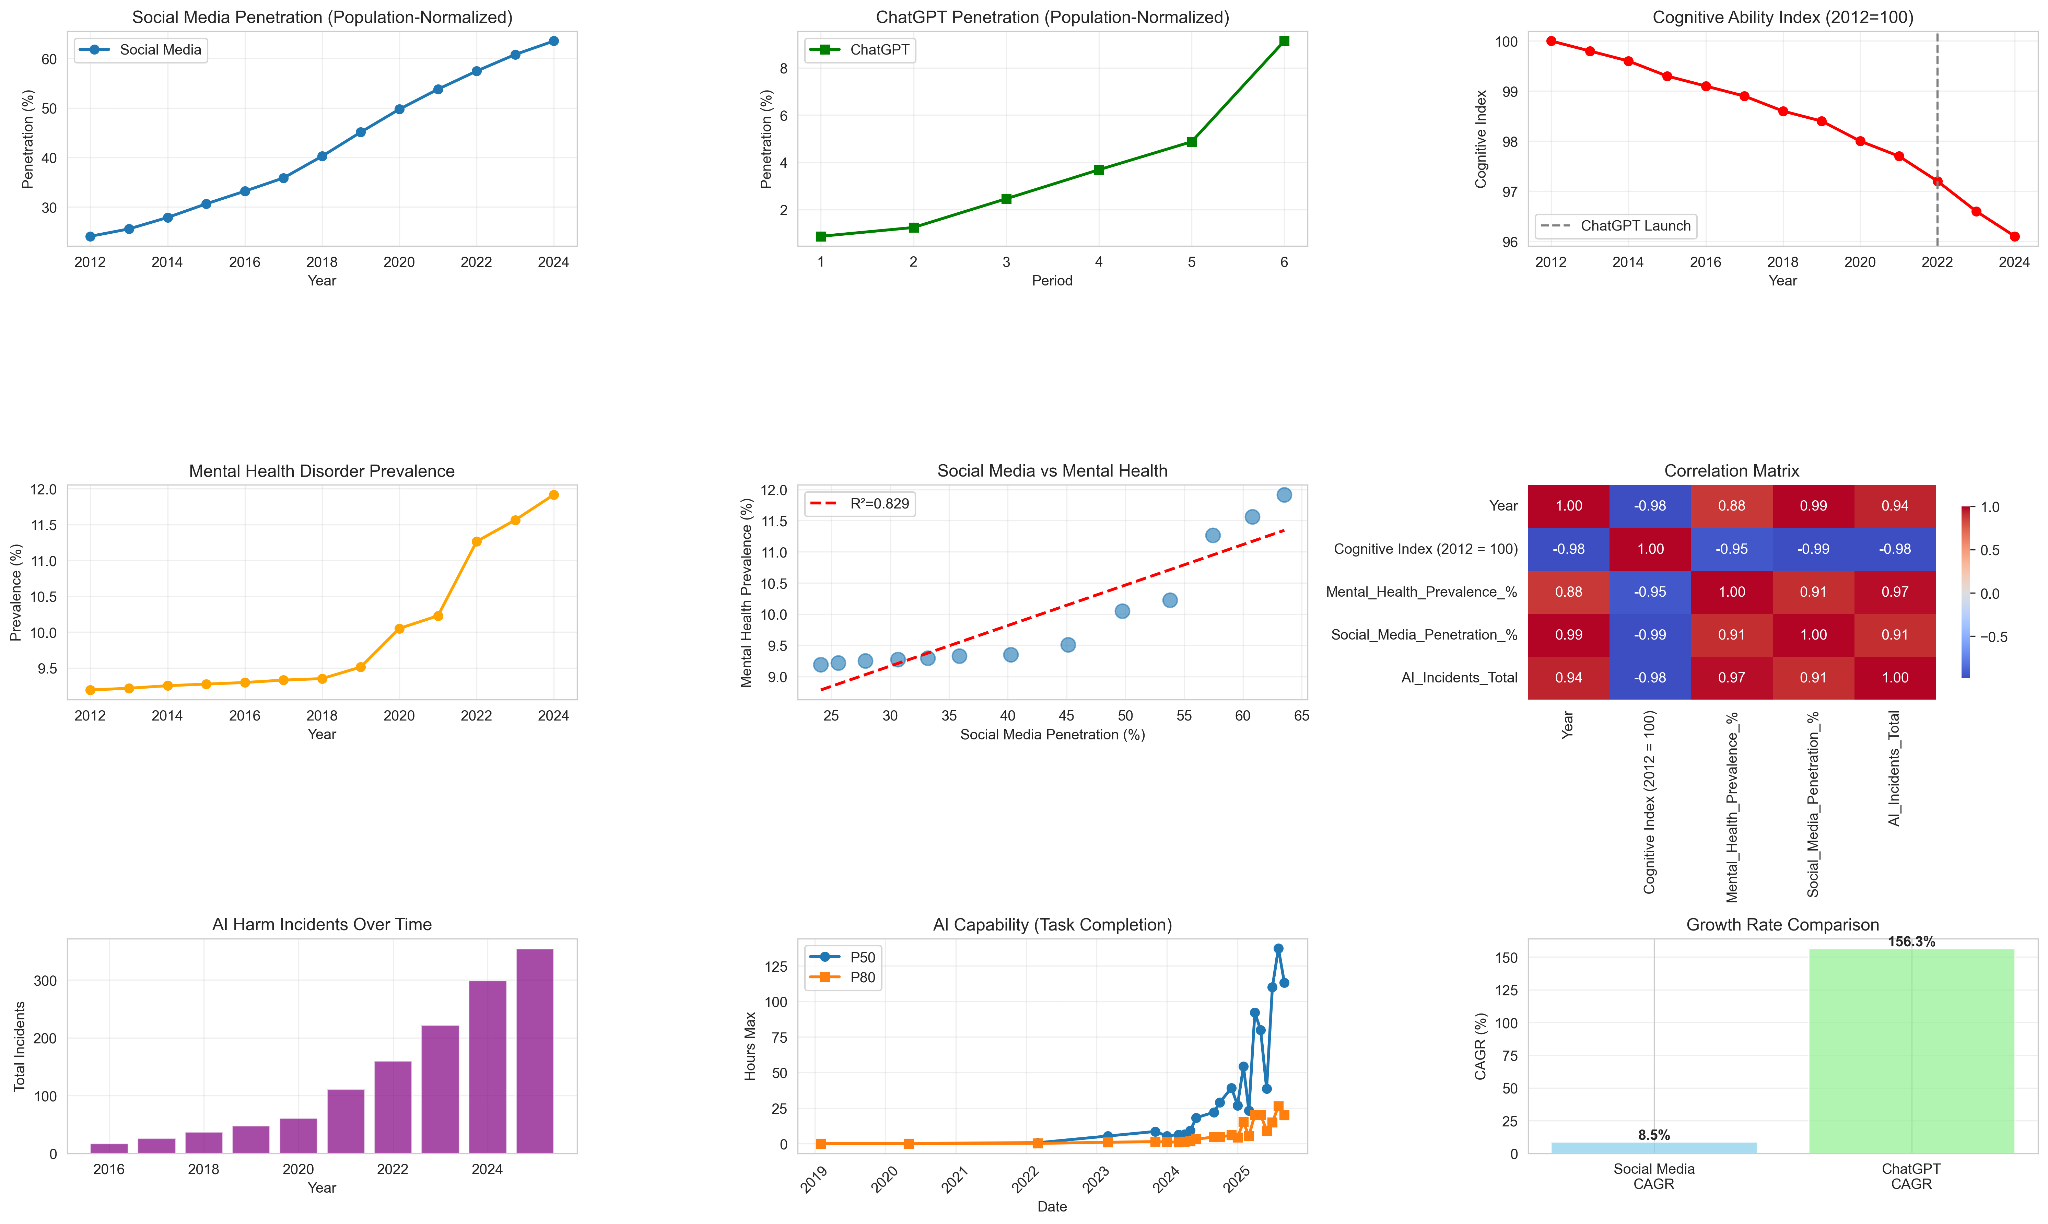 Social Media Penetration (Population-Normalized)
Social Media
Penetration (%)
60
50
40
30
2012 2014 2016 2018 2020 2022 2024
Year
ChatGPT Penetration (Population-Normalized)
ChatGPT
Penetration (%)
8
6
4
2
1 2 3 4 5 6
Period
Cognitive Ability Index (2012=100)
Cognitive Index
100
99
98
97
96
ChatGPT Launch
2012 2014 2016 2018 2020 2022 2024
Year
Mental Health Disorder Prevalence
Prevalence (%)
12.0
11.5
11.0
10.5
10.0
9.5
2012 2014 2016 2018 2020 2022 2024
Year
Social Media vs Mental Health
R²=0.829
Mental Health Prevalence (%)
12.0
11.5
11.0
10.5
10.0
9.5
9.0
25 30 35 40 45 50 55 60 65
Social Media Penetration (%)
Correlation Matrix
Year 1.00 -0.98 0.88 0.99 0.94
Cognitive Index (2012 = 100) -0.98 1.00 -0.95 -0.99 -0.98
Mental_Health_Prevalence_% 0.88 -0.95 1.00 0.91 0.97
Social_Media_Penetration_% 0.99 -0.99 0.91 1.00 0.91
AI_Incidents_Total 0.94 -0.98 0.97 0.91 1.00
Year
Cognitive Index (2012 = 100)
Mental_Health_Prevalence_%
Social_Media_Penetration_%
AI_Incidents_Total
1.0
0.5
0.0
−0.5
AI Harm Incidents Over Time
Total Incidents
300
200
100
0
2016 2018 2020 2022 2024
Year
AI Capability (Task Completion)
P50
P80
Hours Max
125
100
75
50
25
0
2019 2020 2021 2022 2023 2024 2025
Date
Growth Rate Comparison
156.3%
8.5%
CAGR (%)
150
125
100
75
50
25
0
Social Media
CAGR
ChatGPT
CAGR